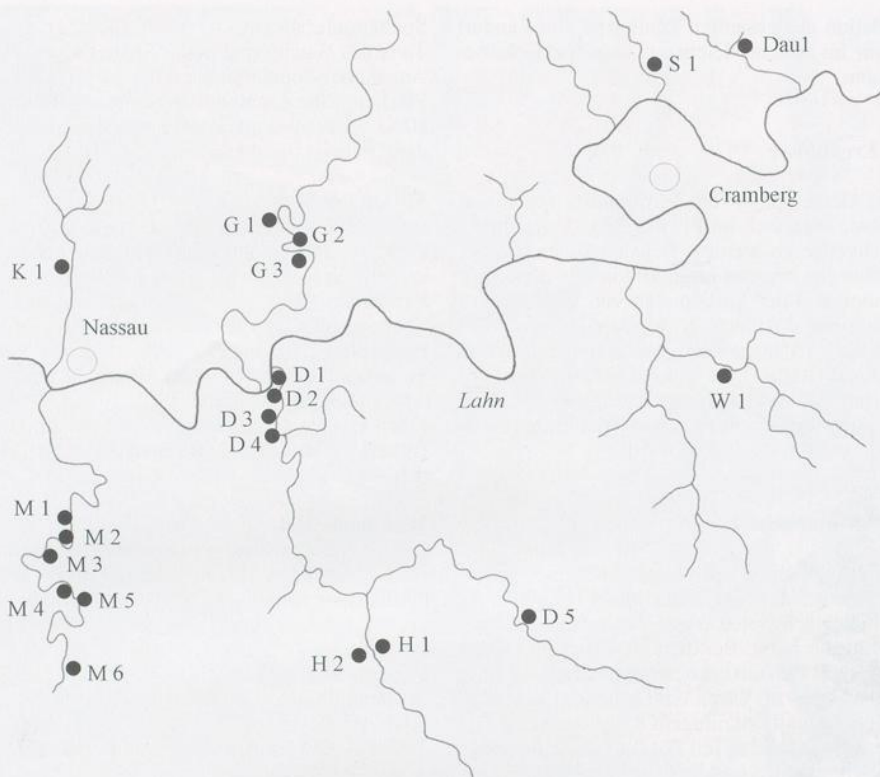 Dau1
S 1
Cramberg
G 1
G 2
G 3
K 1
Nassau
D 1
D 2
Lahn
W 1
D 3
D 4
M 1
M 2
M 3
M 4
M 5
D 5
H 2
H 1
M 6